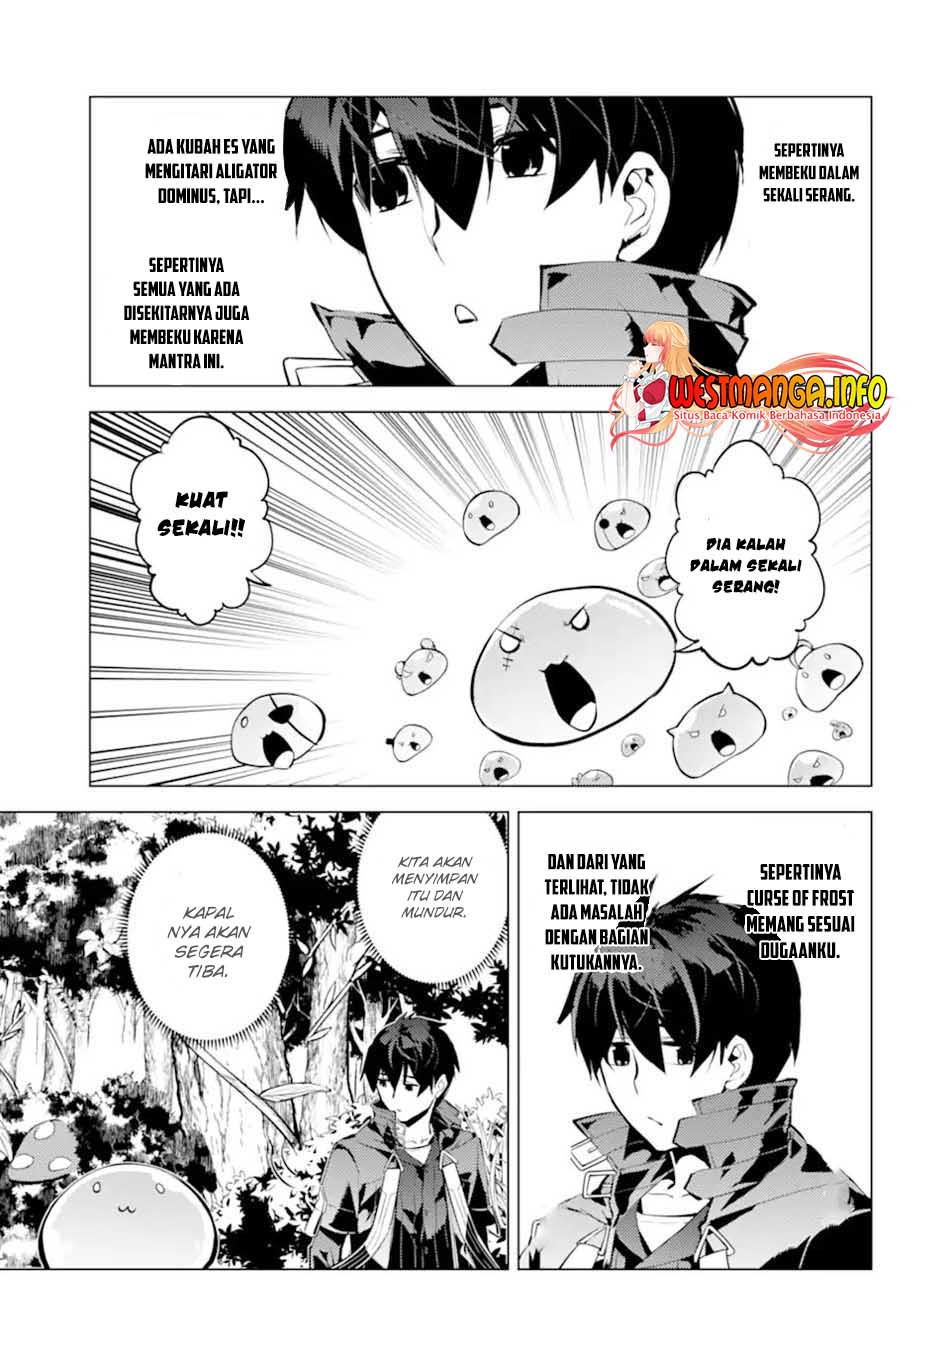 SEPERTINYA
MEMBEKU DALAM
SEKALI SERANG.
ADA KUBAH ES YANG
MENGITARI ALIGATOR
DOMINUS, TAPI...
SEPERTINYA
SEMUA YANG ADA
DISEKITARNYA JUGA
MEMBEKU KARENA
MANTRA INI.
WESTMANGA.INFO
Situs Baca Komik Berbahasa Indonesia
DIA KALAH
DALAM SEKALI
SERANG!
KUAT
SEKALI!!
SEPERTINYA
CURSE OF FROST
MEMANG SESUAI
DUGAANKU.
DAN DARI YANG
TERLIHAT, TIDAK
ADA MASALAH
DENGAN BAGIAN
KUTUKANNYA.
KITA AKAN
MENYIMPAN
ITU DAN
MUNDUR.
KAPAL
NYA AKAN
SEGERA
TIBA.